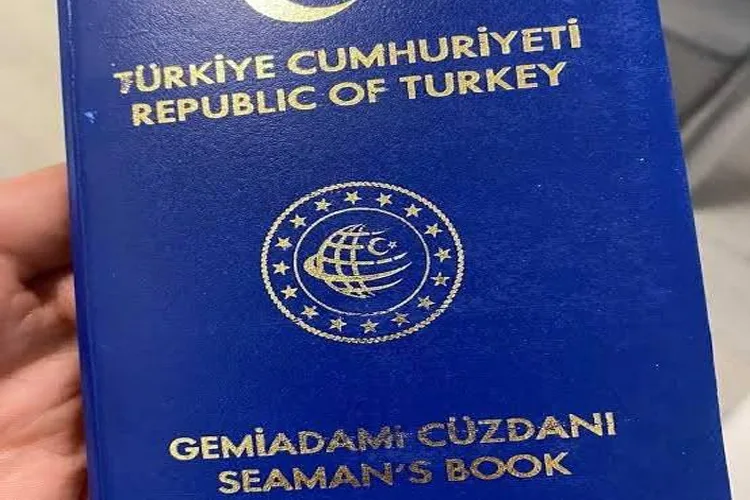 TÜRKİYE CUMHURİYETİ
REPUBLIC OF TURKEY
GEMİADAMI CÜZDANI
SEAMAN'S BOOK